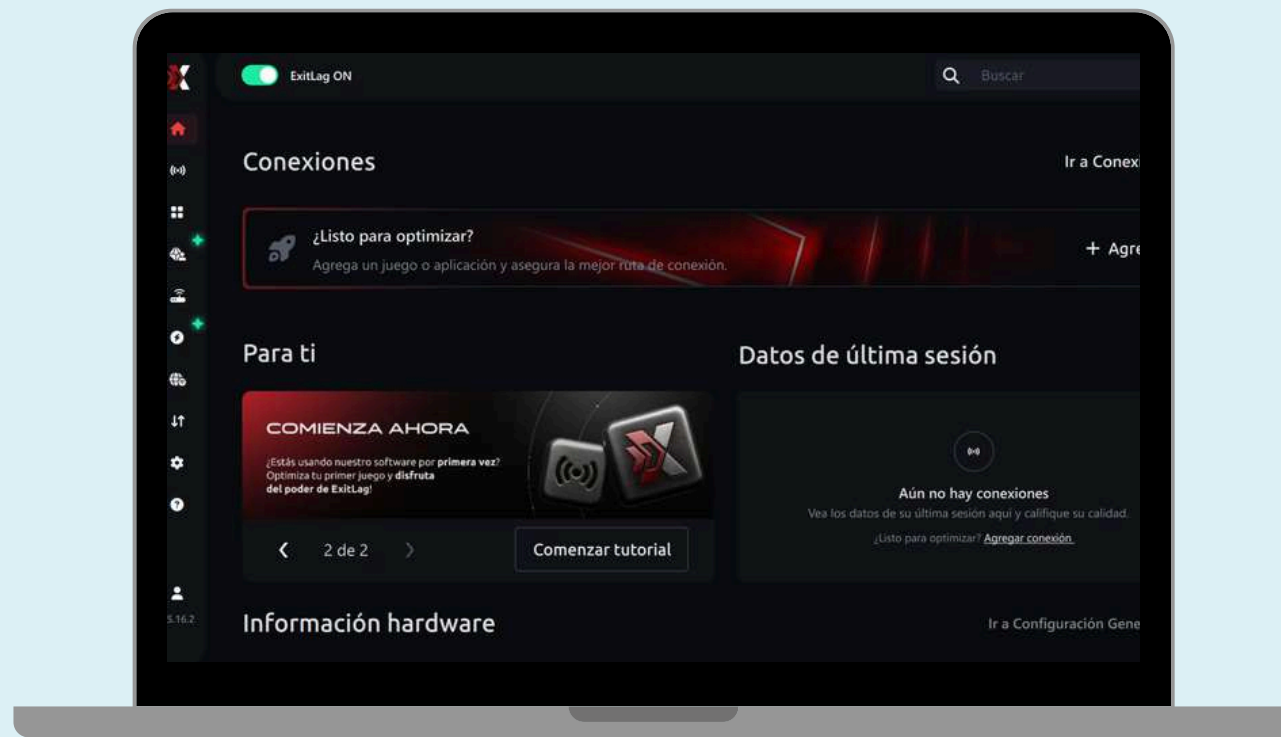 ExitLag ON
Buscar
Conexiones
Ir a Conex
¿Listo para optimizar?
Agrega un juego o aplicación y asegura la mejor ruta de conexión.
+ Agre
Para ti
Datos de última sesión
COMIENZA AHORA
¿Estás usando nuestro software por primera vez?
Optimiza tu primer juego y disfruta
del poder de ExitLag!
2 de 2
Comenzar tutorial
Aún no hay conexiones
Vea los datos de su última sesión aquí y califique su calidad.
¿Listo para optimizar? Agregar conexión
5.16.2
Información hardware
Ir a Configuración Gene